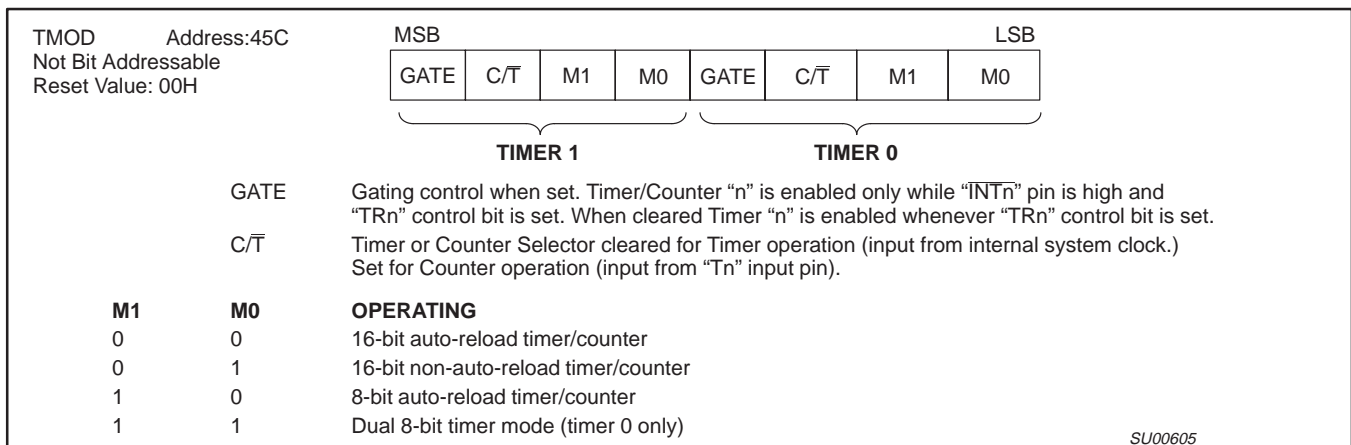 TMOD Address:45C
Not Bit Addressable
Reset Value: 00H
MSB LSB
GATE C/T̅ M1 M0 GATE C/T̅ M1 M0
TIMER 1 TIMER 0
GATE Gating control when set. Timer/Counter “n” is enabled only while “I̅N̅T̅n̅” pin is high and
“TRn” control bit is set. When cleared Timer “n” is enabled whenever “TRn” control bit is set.
C/T̅ Timer or Counter Selector cleared for Timer operation (input from internal system clock.)
Set for Counter operation (input from “Tn” input pin).
M1 M0 OPERATING
0 0 16-bit auto-reload timer/counter
0 1 16-bit non-auto-reload timer/counter
1 0 8-bit auto-reload timer/counter
1 1 Dual 8-bit timer mode (timer 0 only)
SU00605